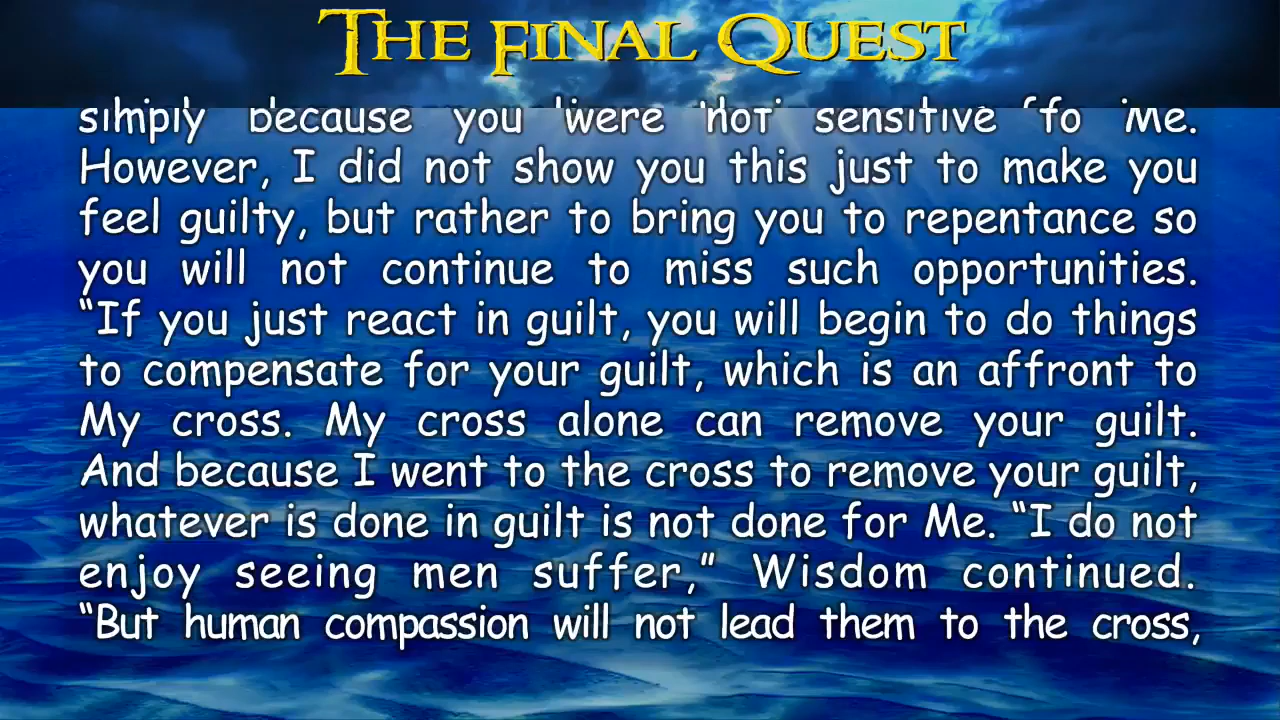 THE FINAL QUEST
simply because you were not sensitive to Me.
However, I did not show you this just to make you
feel guilty, but rather to bring you to repentance so
you will not continue to miss such opportunities.
“If you just react in guilt, you will begin to do things
to compensate for your guilt, which is an affront to
My cross. My cross alone can remove your guilt.
And because I went to the cross to remove your guilt,
whatever is done in guilt is not done for Me. “I do not
enjoy seeing men suffer,” Wisdom continued.
“But human compassion will not lead them to the cross,